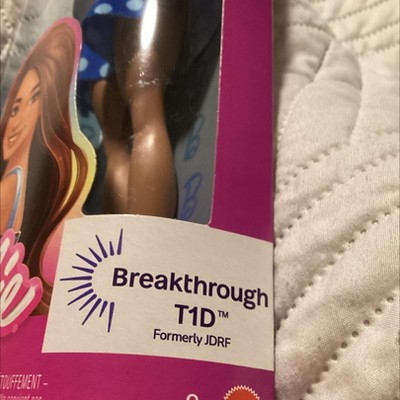 Breakthrough
T1D™
Formerly JDRF
TOUFFEMENT –